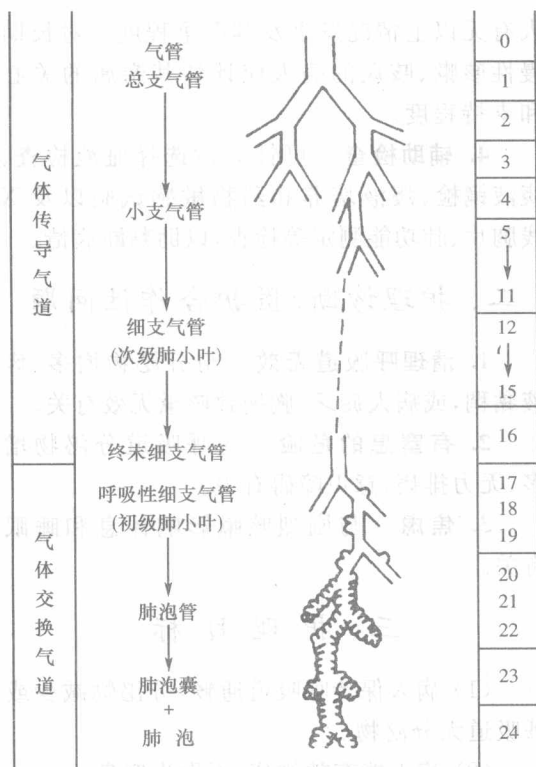 气管
总支气管
小支气管
细支气管
(次级肺小叶)
终末细支气管
呼吸性细支气管
(初级肺小叶)
肺泡管
肺泡囊
+
肺 泡
气体传导气道
气体交换气道
0
1
2
3
4
5
11
12
15
16
17
18
19
20
21
22
23
24